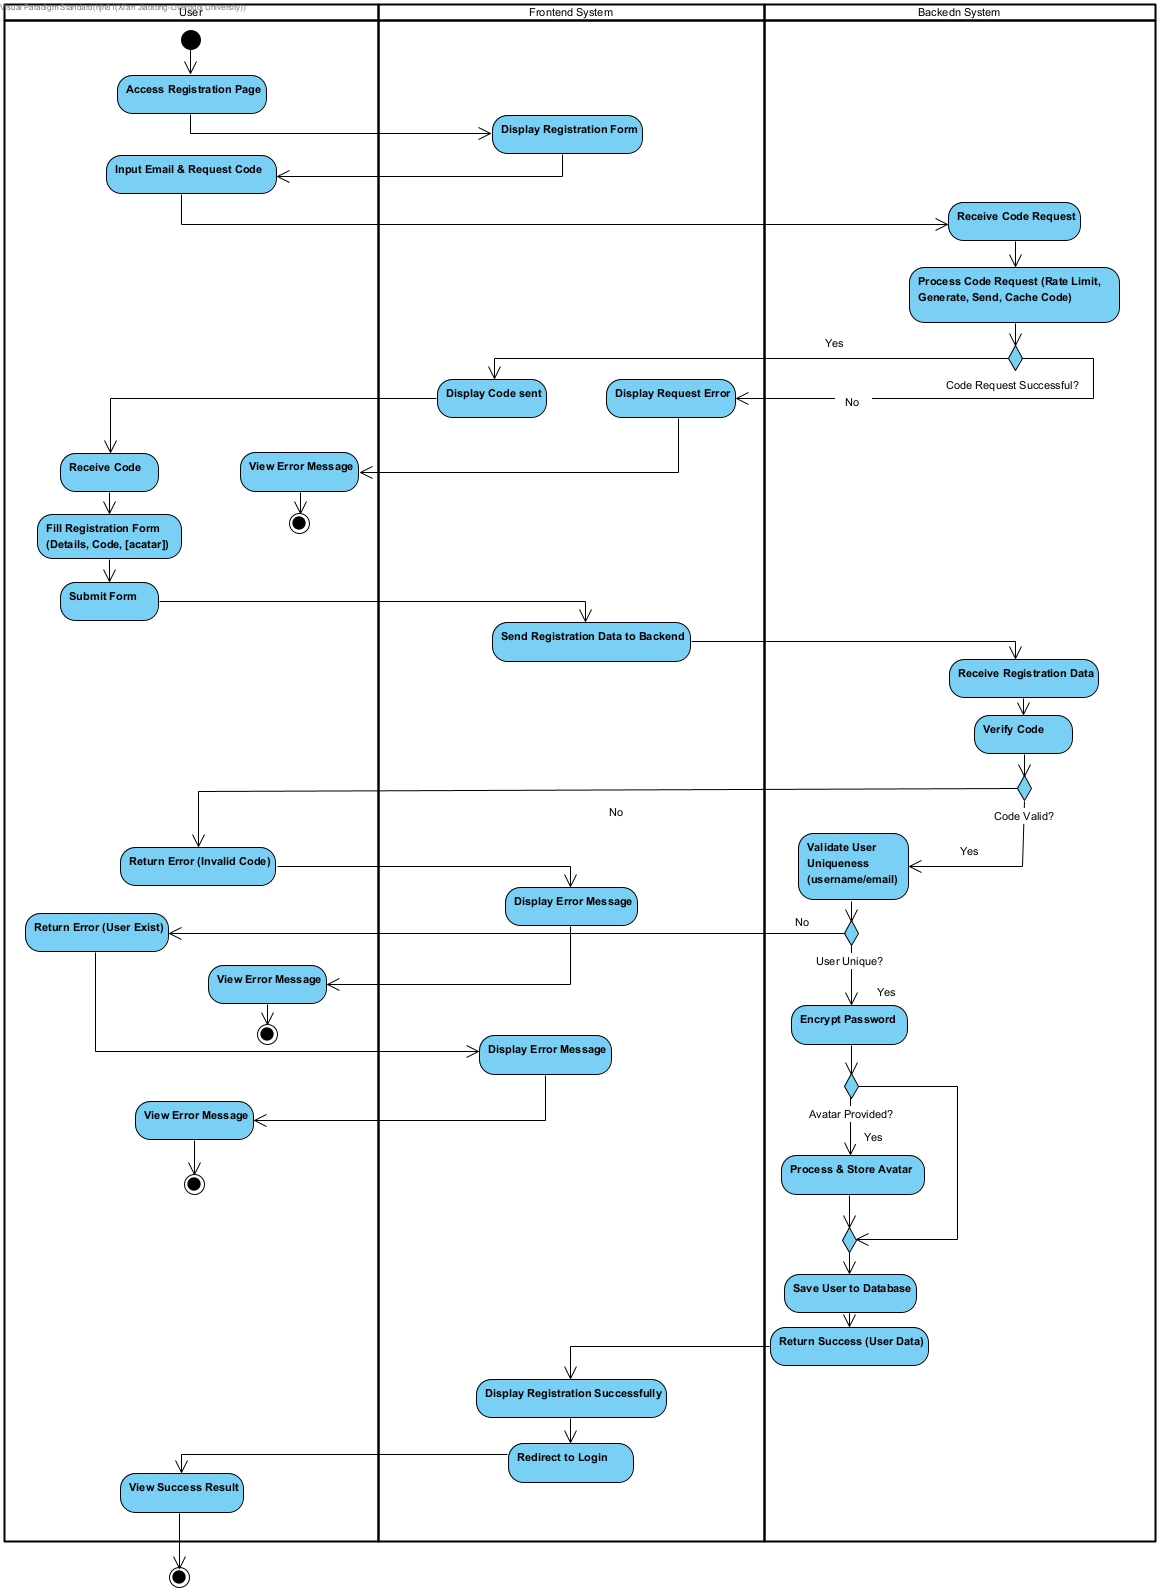 Visual Paradigm Standard(njnb1(Xi'an Jiaotong-Liverpool University))
User
Frontend System
Backedn System
Access Registration Page
Display Registration Form
Input Email & Request Code
Receive Code Request
Process Code Request (Rate Limit,
Generate, Send, Cache Code)
Yes
Code Request Successful?
Display Code sent
Display Request Error
No
Receive Code
View Error Message
Fill Registration Form
(Details, Code, [acatar])
Submit Form
Send Registration Data to Backend
Receive Registration Data
Verify Code
No
Code Valid?
Yes
Validate User
Uniqueness
(username/email)
Return Error (Invalid Code)
Display Error Message
Return Error (User Exist)
No
User Unique?
View Error Message
Yes
Encrypt Password
Display Error Message
Avatar Provided?
View Error Message
Yes
Process & Store Avatar
Save User to Database
Return Success (User Data)
Display Registration Successfully
Redirect to Login
View Success Result